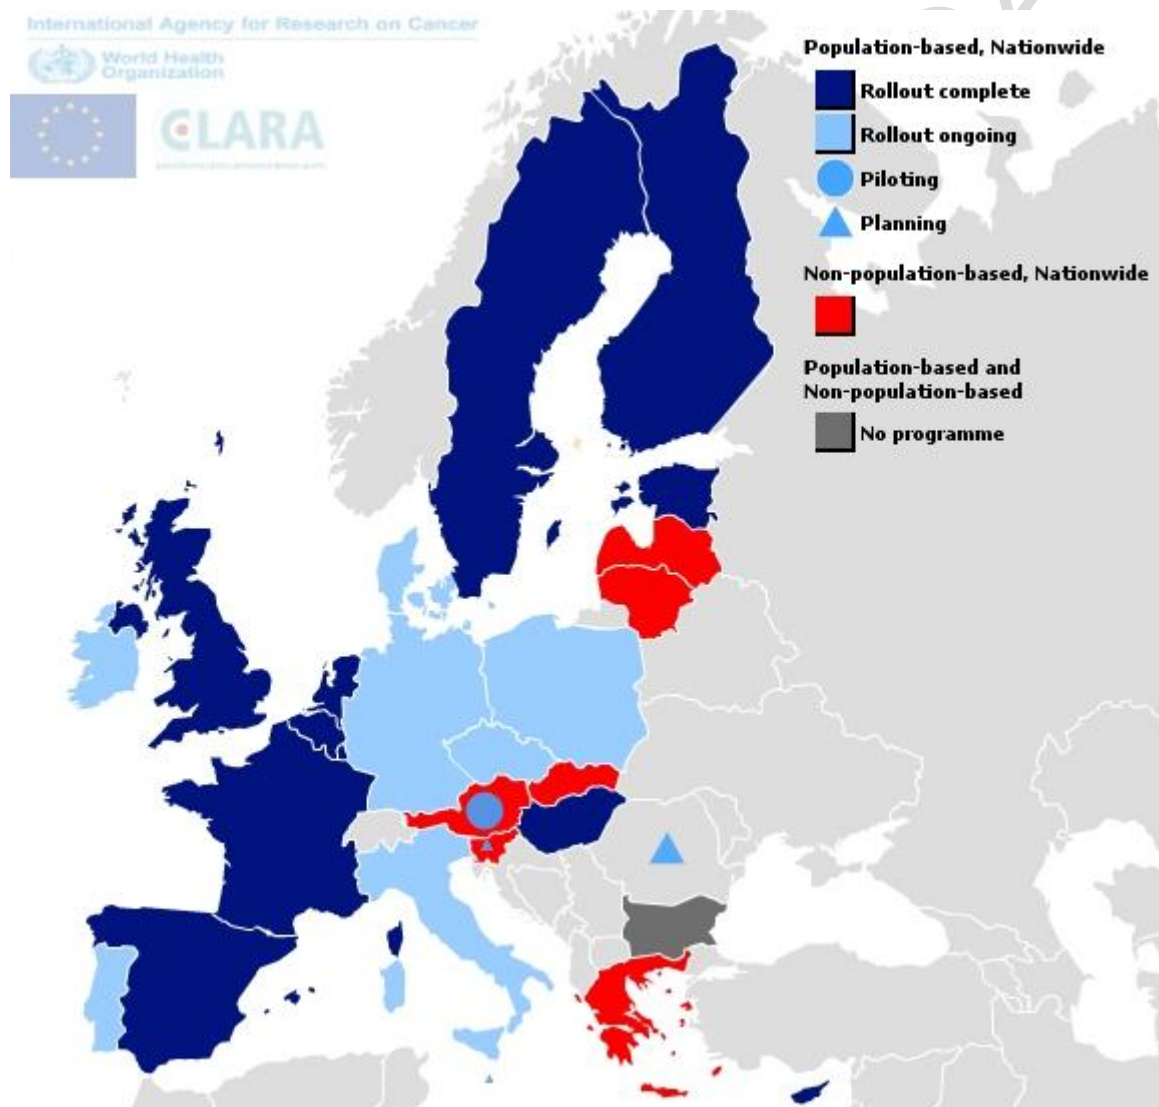 International Agency for Research on Cancer
World Health
Organization
CLARA
Population-based, Nationwide
Rollout complete
Rollout ongoing
Piloting
Planning
Non-population-based, Nationwide
Population-based and
Non-population-based
No programme